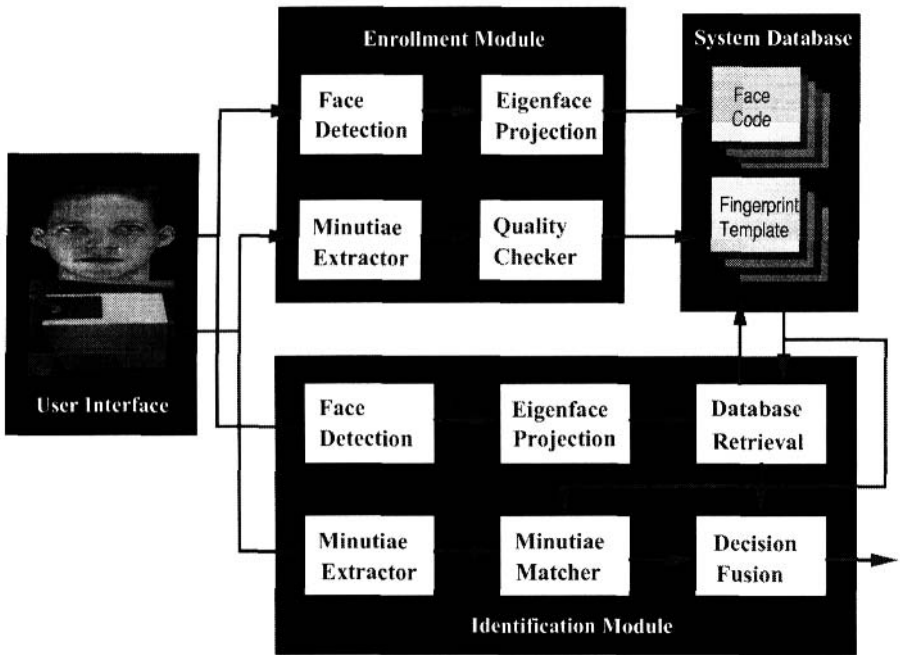 Enrollment Module
Face
Detection
Eigenface
Projection
Minutiae
Extractor
Quality
Checker
System Database
Face
Code
Fingerprint
Template
User Interface
Face
Detection
Eigenface
Projection
Database
Retrieval
Minutiae
Extractor
Minutiae
Matcher
Decision
Fusion
Identification Module